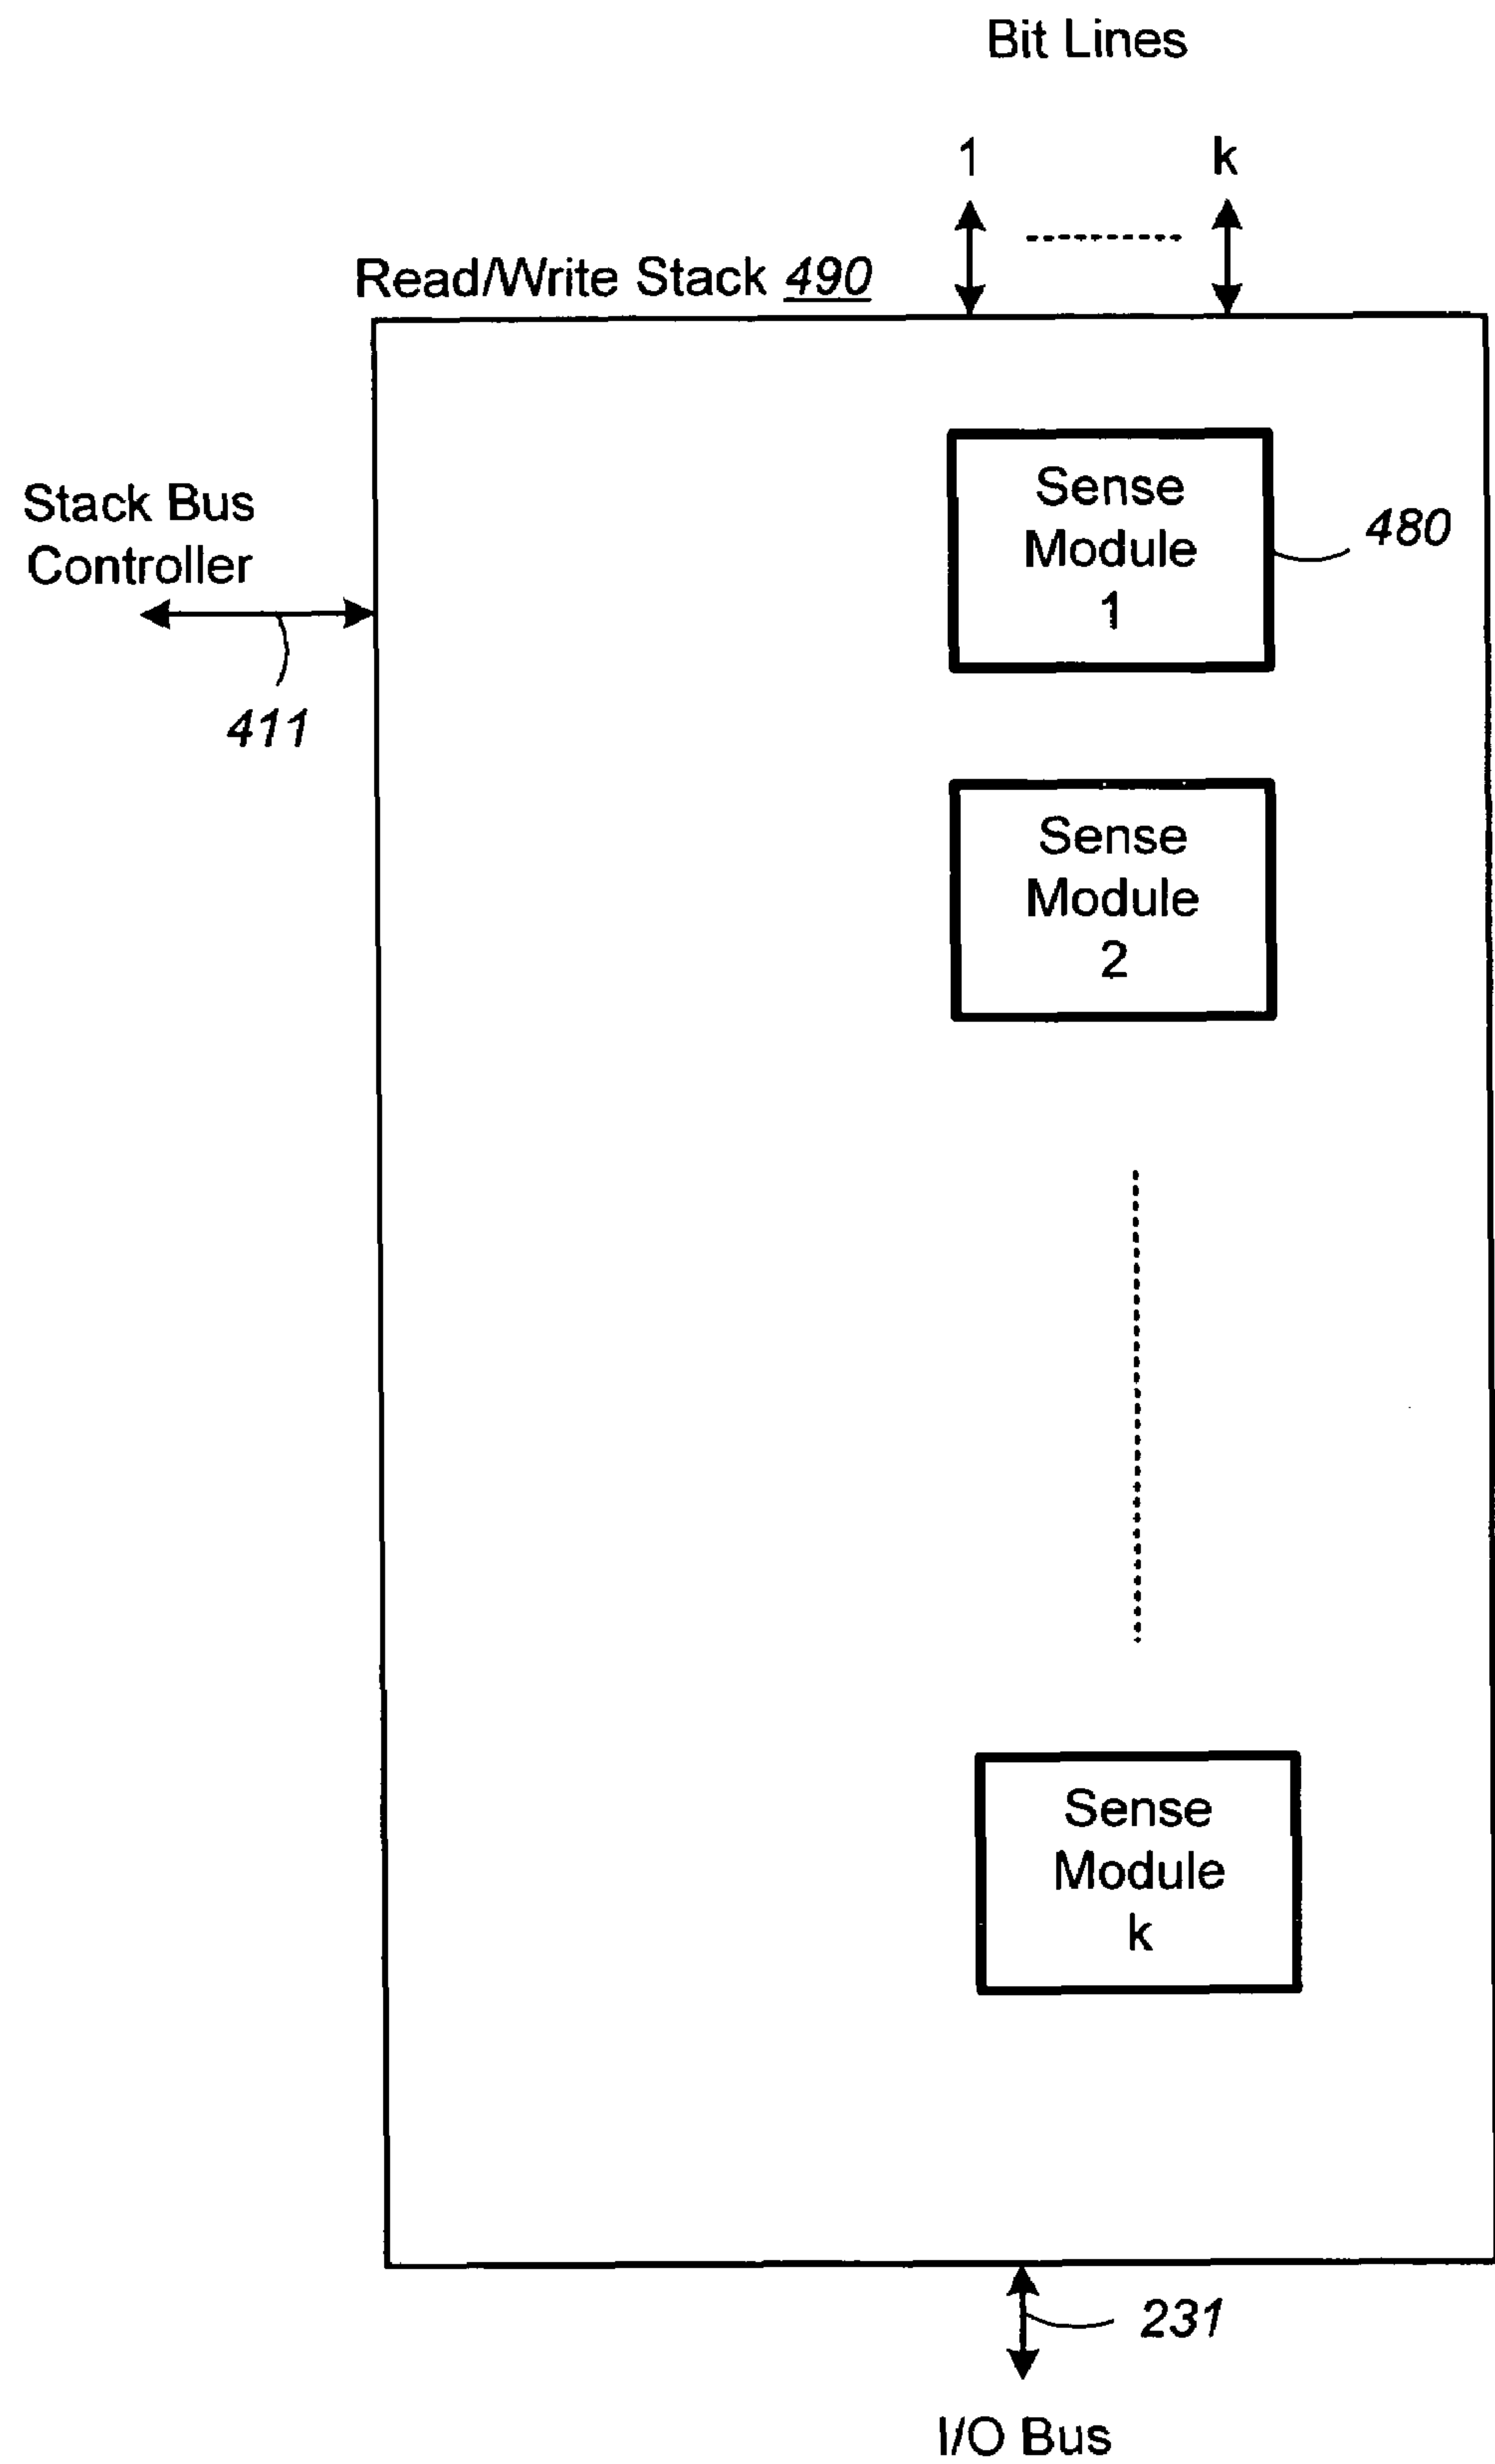 Bit Lines
1 k
Read/Write Stack 490
Stack Bus
Controller
411
Sense
Module
1
480
Sense
Module
2
Sense
Module
k
231
I/O Bus